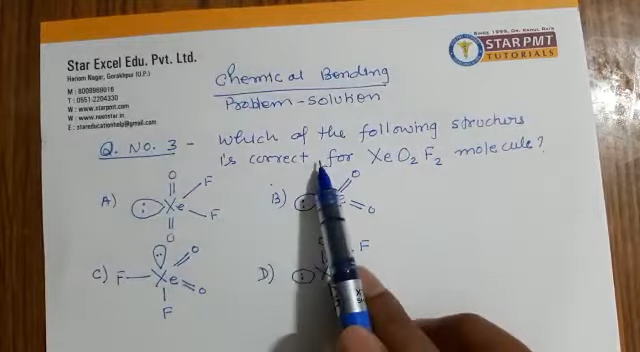 Star Excel Edu. Pvt. Ltd.
Hariom Nagar, Gorakhpur (U.P.)
M : 8009969016
T : 0551-2204330
W : www.starpmt.com
W : www.neetstar.in
E : stareducationhelp@gmail.com
SINCE 1995, DR. RAHUL RAI'S
STAR PMT
TUTORIALS
Chemical Bonding
Problem-Solution
Q. No. 3 - Which of the following structures
is correct for XeO2F2 molecule?
A)
O
F
: Xe
F
O
B)
O
:
O
C)
:
O
F Xe
O
F
D)
F
: X